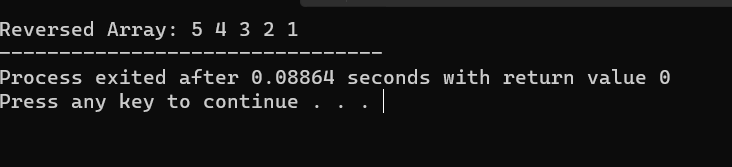 Reversed Array: 5 4 3 2 1
--------------------------------
Process exited after 0.08864 seconds with return value 0
Press any key to continue . . .